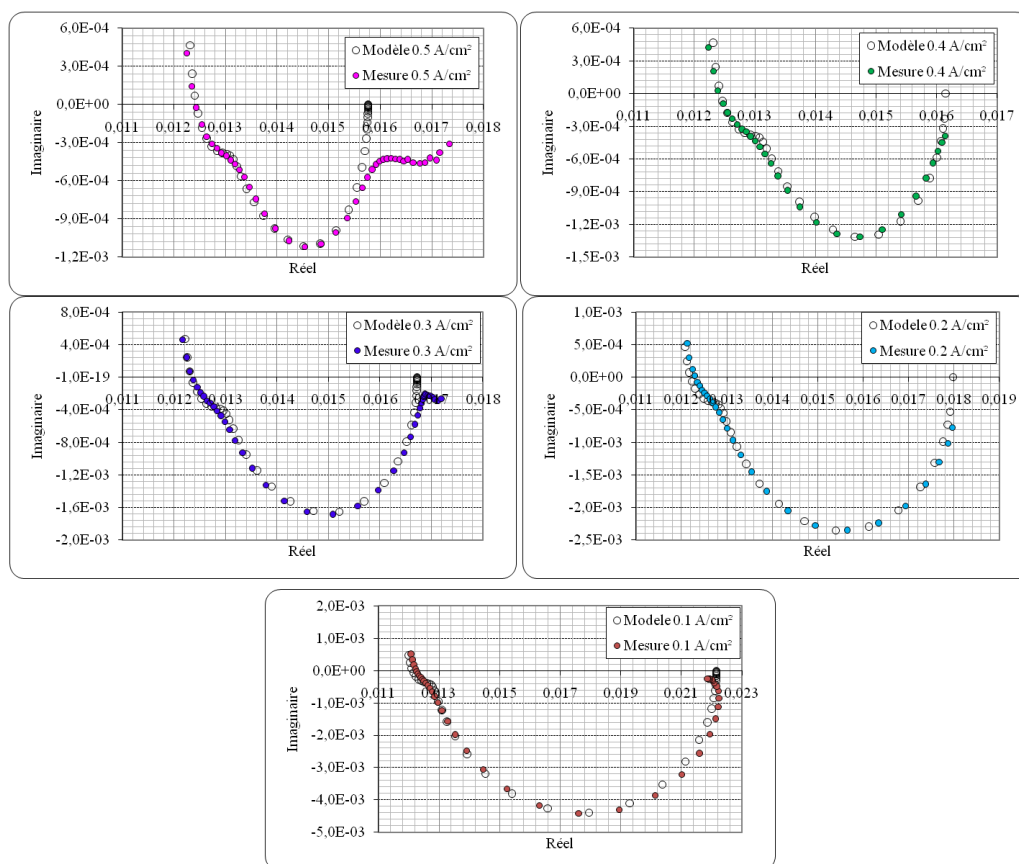 6,0E-04
3,0E-04
0,0E+00
-3,0E-04
-6,0E-04
-9,0E-04
-1,2E-03
0,011 0,012 0,013 0,014 0,015 0,016 0,017 0,018
Imaginaire
Réel
Modèle 0.5 A/cm²
Mesure 0.5 A/cm²
6,0E-04
3,0E-04
0,0E+00
-3,0E-04
-6,0E-04
-9,0E-04
-1,2E-03
-1,5E-03
0,011 0,012 0,013 0,014 0,015 0,016 0,017
Imaginaire
Réel
Modèle 0.4 A/cm²
Mesure 0.4 A/cm²
8,0E-04
4,0E-04
-1,0E-19
-4,0E-04
-8,0E-04
-1,2E-03
-1,6E-03
-2,0E-03
0,011 0,012 0,013 0,014 0,015 0,016 0,017 0,018
Imaginaire
Réel
Modèle 0.3 A/cm²
Mesure 0.3 A/cm²
1,0E-03
5,0E-04
0,0E+00
-5,0E-04
-1,0E-03
-1,5E-03
-2,0E-03
-2,5E-03
0,011 0,012 0,013 0,014 0,015 0,016 0,017 0,018 0,019
Imaginaire
Réel
Modele 0.2 A/cm²
Mesure 0.2 A/cm²
2,0E-03
1,0E-03
0,0E+00
-1,0E-03
-2,0E-03
-3,0E-03
-4,0E-03
-5,0E-03
0,011 0,013 0,015 0,017 0,019 0,021 0,023
Imaginaire
Réel
Modele 0.1 A/cm²
Mesure 0.1 A/cm²